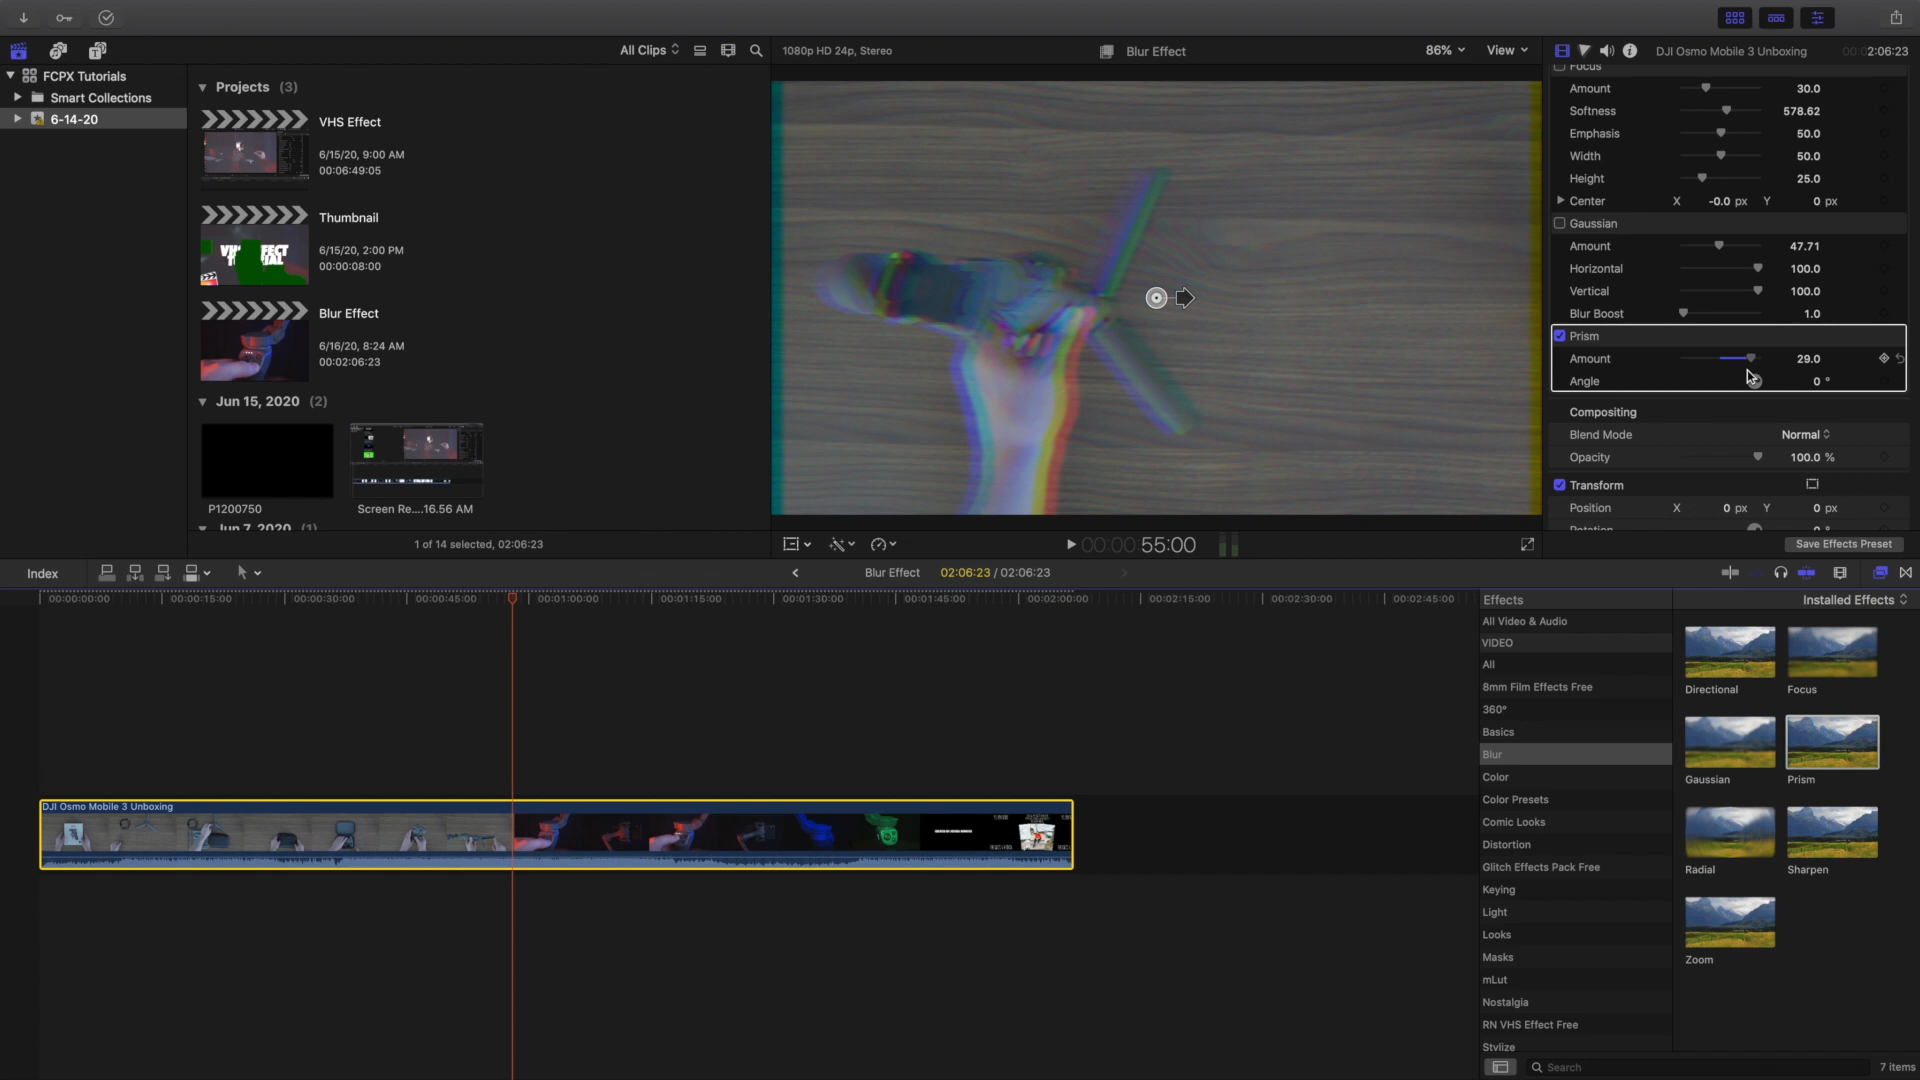 All Clips
1080p HD 24p, Stereo
Blur Effect
86%
View
DJI Osmo Mobile 3 Unboxing
00:02:06:23
FCPX Tutorials
Smart Collections
6-14-20
Projects (3)
VHS Effect
6/15/20, 9:00 AM
00:06:49:05
Thumbnail
6/15/20, 2:00 PM
00:00:08:00
Blur Effect
6/16/20, 8:24 AM
00:02:06:23
Jun 15, 2020 (2)
P1200750
Screen Re....16.56 AM
Jun 7, 2020 (1)
1 of 14 selected, 02:06:23
Focus
Amount 30.0
Softness 578.62
Emphasis 50.0
Width 50.0
Height 25.0
Center X -0.0 px Y 0 px
Gaussian
Amount 47.71
Horizontal 100.0
Vertical 100.0
Blur Boost 1.0
Prism
Amount 29.0
Angle 0 °
Compositing
Blend Mode Normal
Opacity 100.0 %
Transform
Position X 0 px Y 0 px
Rotation 0 °
Save Effects Preset
00:00:55:00
Index
Blur Effect 02:06:23 / 02:06:23
00:00:00:00 00:00:15:00 00:00:30:00 00:00:45:00 00:01:00:00 00:01:15:00 00:01:30:00 00:01:45:00 00:02:00:00 00:02:15:00 00:02:30:00 00:02:45:00
DJI Osmo Mobile 3 Unboxing
Effects
Installed Effects
All Video & Audio
VIDEO
All
8mm Film Effects Free
360°
Basics
Blur
Color
Color Presets
Comic Looks
Distortion
Glitch Effects Pack Free
Keying
Light
Looks
Masks
mLut
Nostalgia
RN VHS Effect Free
Stylize
Directional
Focus
Gaussian
Prism
Radial
Sharpen
Zoom
Search
7 items